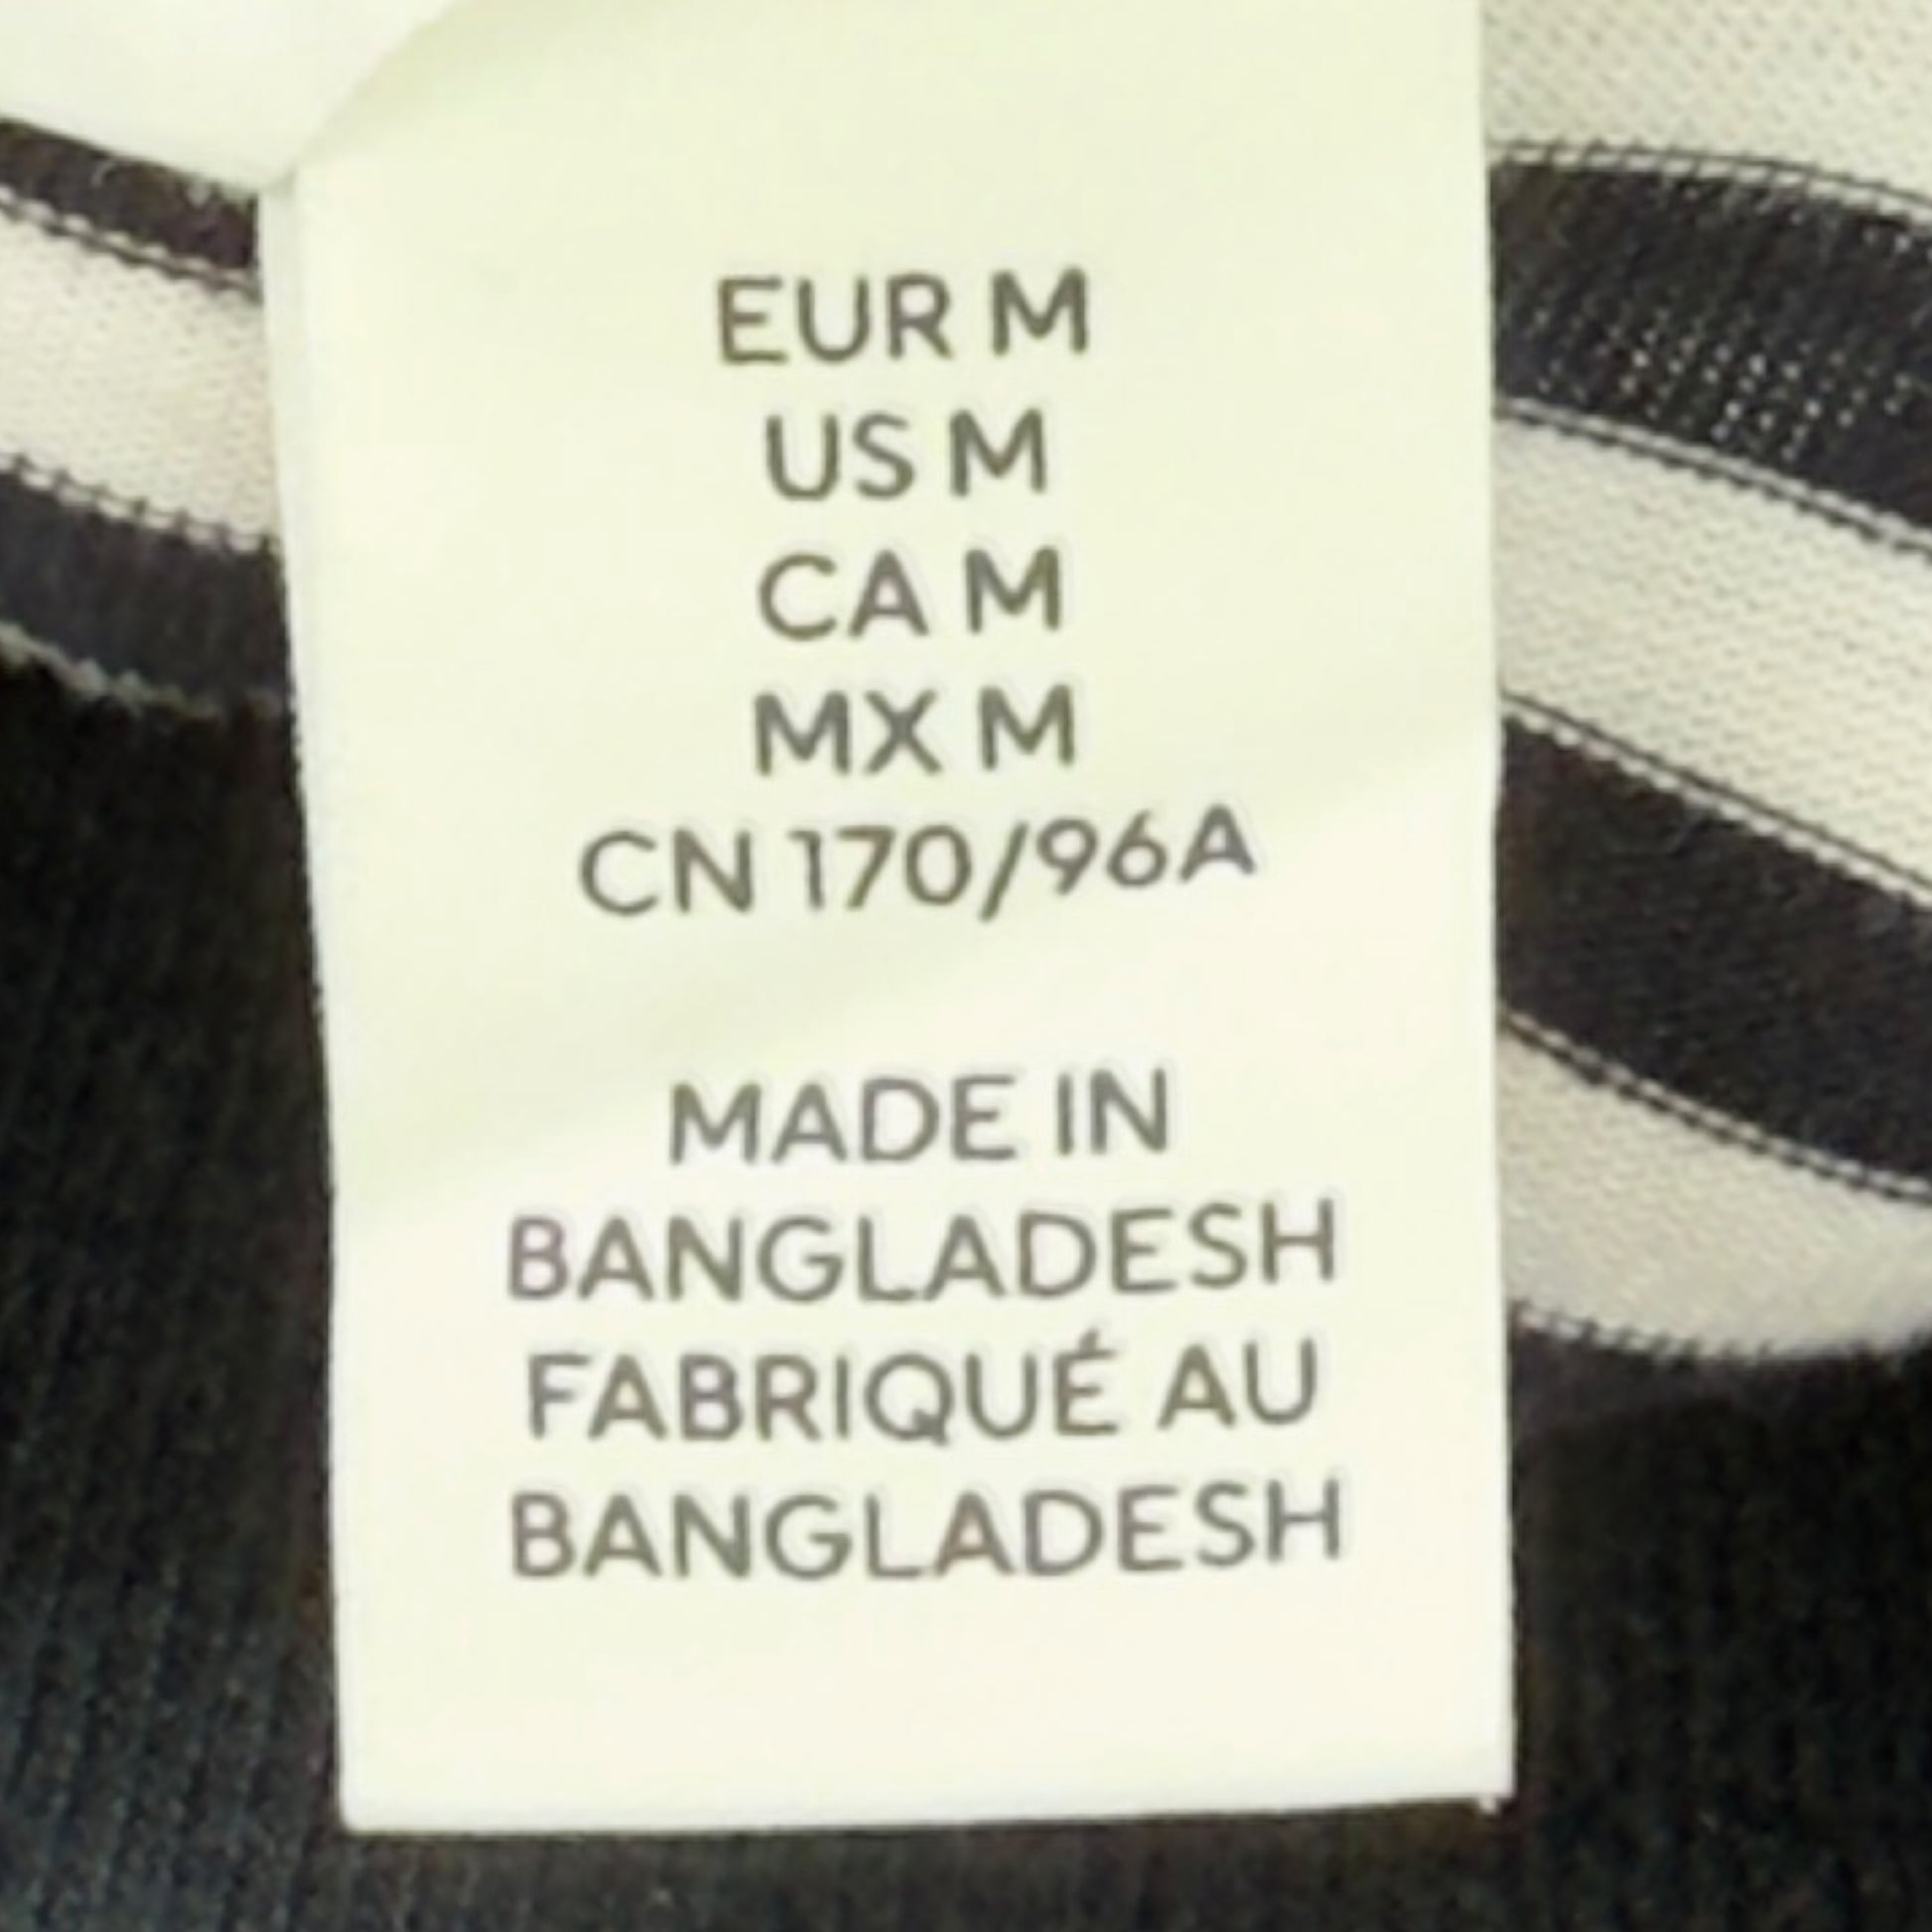 EUR M
US M
CA M
MX M
CN 170/96A
MADE IN
BANGLADESH
FABRIQUÉ AU
BANGLADESH